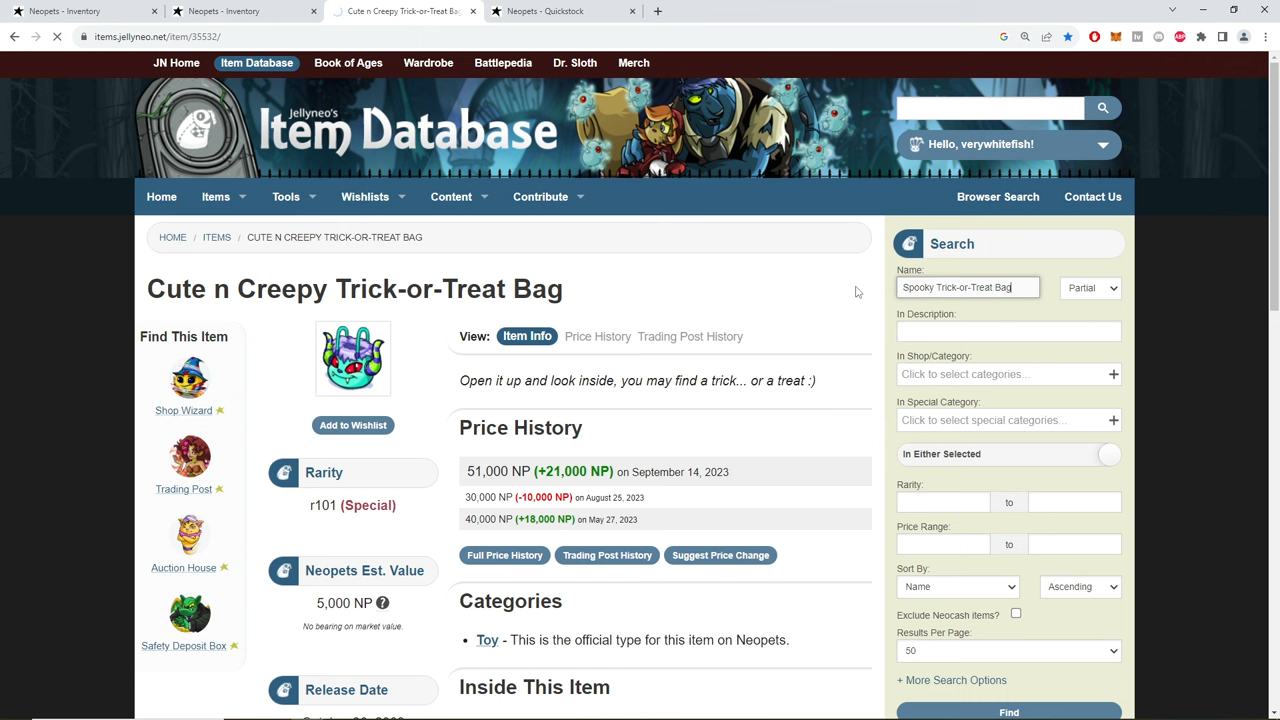 Neopets - Inventory
Neopets - Inventory
Cute n Creepy Trick-or-Treat Bag
Neopets - Quickstock
items.jellyneo.net/item/35532/
JN Home Item Database Book of Ages Wardrobe Battlepedia Dr. Sloth Merch
Jellyneo's
Item Database
Hello, verywhitefish!
Home Items Tools Wishlists Content Contribute Browser Search Contact Us
HOME / ITEMS / CUTE N CREEPY TRICK-OR-TREAT BAG
Cute n Creepy Trick-or-Treat Bag
Find This Item
Shop Wizard
Trading Post
Auction House
Safety Deposit Box
Add to Wishlist
Rarity
r101 (Special)
Neopets Est. Value
5,000 NP ?
No bearing on market value.
Release Date
View: Item Info Price History Trading Post History
Open it up and look inside, you may find a trick... or a treat :)
Price History
51,000 NP (+21,000 NP) on September 14, 2023
30,000 NP (-10,000 NP) on August 25, 2023
40,000 NP (+18,000 NP) on May 27, 2023
Full Price History Trading Post History Suggest Price Change
Categories
• Toy - This is the official type for this item on Neopets.
Inside This Item
Search
Name:
Spooky Trick-or-Treat Bag Partial
In Description:
In Shop/Category:
Click to select categories... +
In Special Category:
Click to select special categories... +
In Either Selected
Rarity:
to
Price Range:
to
Sort By:
Name Ascending
Exclude Neocash items?
Results Per Page:
50
+ More Search Options
Find